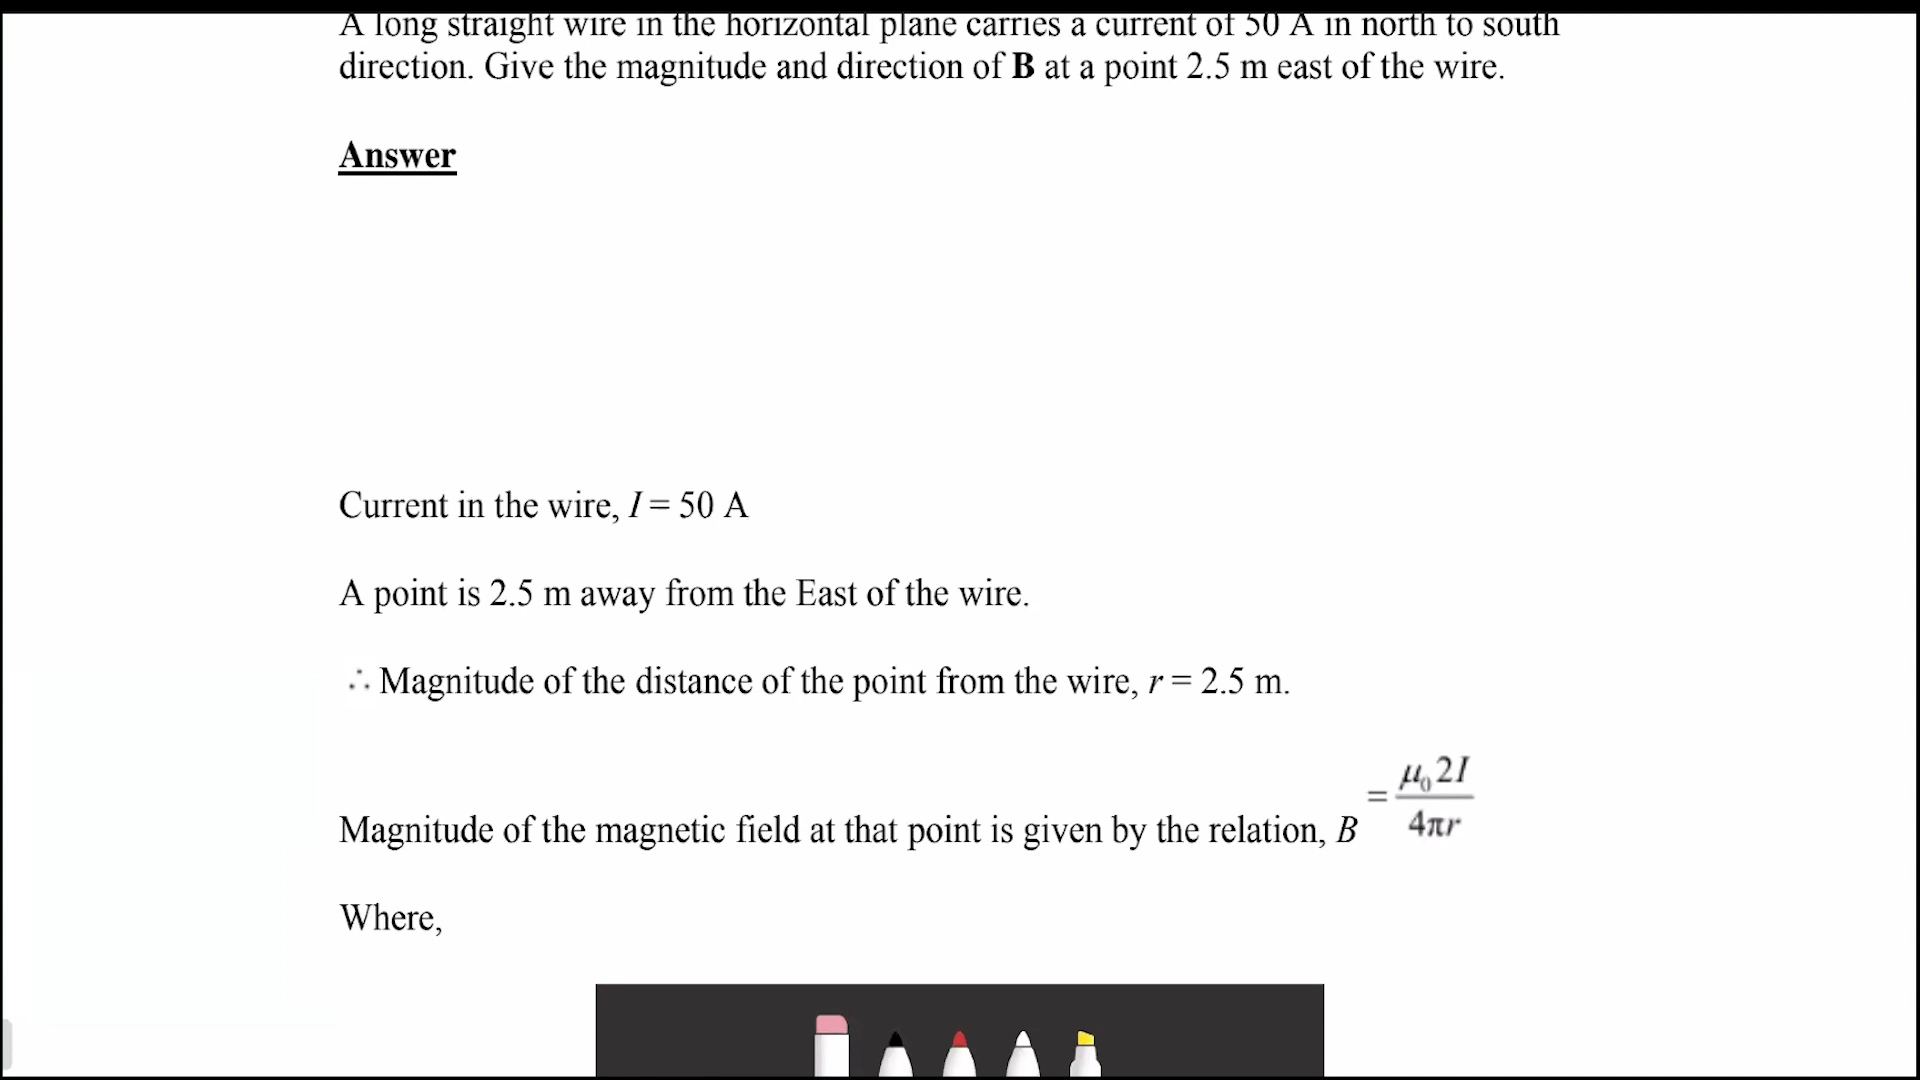 A long straight wire in the horizontal plane carries a current of 50 A in north to south
direction. Give the magnitude and direction of B at a point 2.5 m east of the wire.
Answer
Current in the wire, I = 50 A
A point is 2.5 m away from the East of the wire.
∴ Magnitude of the distance of the point from the wire, r = 2.5 m.
Magnitude of the magnetic field at that point is given by the relation, B = μ₀2I / 4πr
Where,